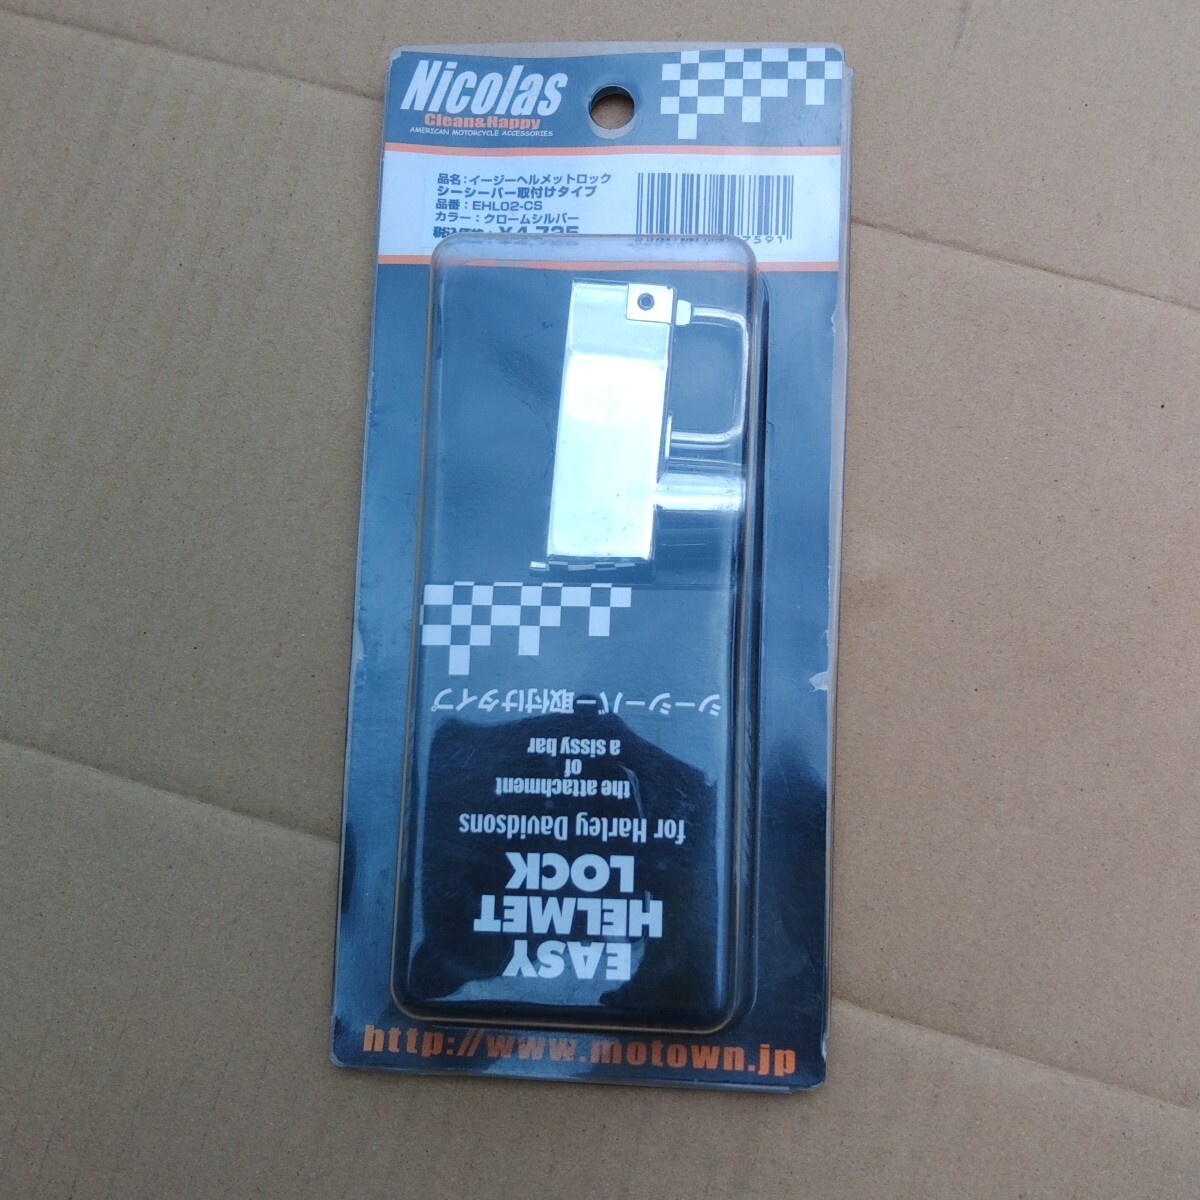 Nicolas
Clean&Happy
AMERICAN MOTORCYCLE ACCESSORIES
品名：イージーヘルメットロック
シーシーバー取付けタイプ
品番：EHL02-CS
カラー：クロームシルバー
¥4,725
7591
シーシーバー取付けタイプ
a sissy bar
of
the attachment
for Harley Davidsons
LOCK
HELMET
EASY
http://www.motown.jp